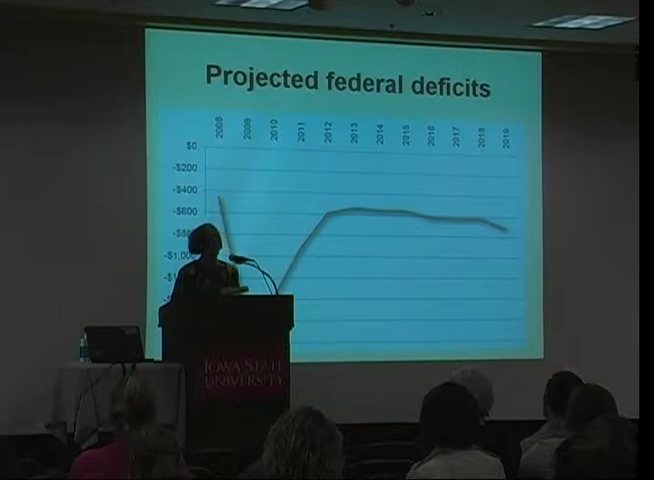 Projected federal deficits
2008 2009 2010 2011 2012 2013 2014 2015 2016 2017 2018 2019
$0
-$200
-$400
-$600
IOWA STATE
UNIVERSITY